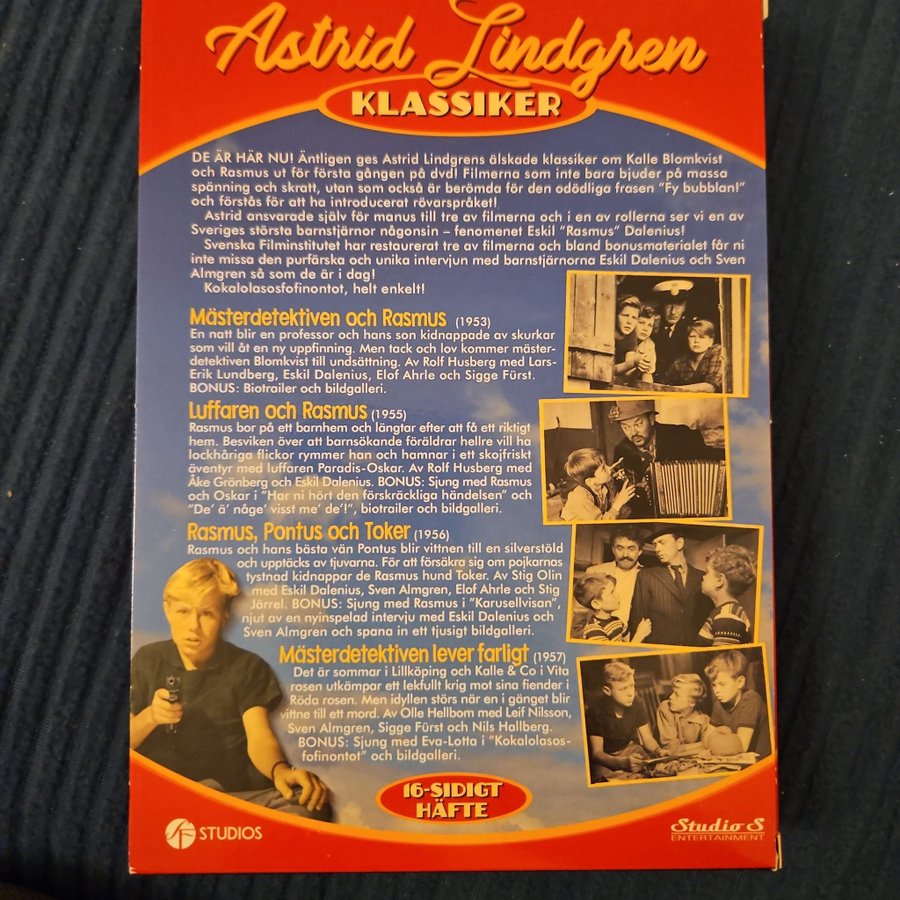 Astrid Lindgren
KLASSIKER
DE ÄR HÄR NU! Äntligen ges Astrid Lindgrens älskade klassiker om Kalle Blomkvist
och Rasmus ut för första gången på dvd! Filmerna som inte bara bjuder på massa
spänning och skratt, utan som också är berömda för den odödliga frasen "Fy bubblan!"
och förstås för att ha introducerat rövarspråket!
Astrid ansvarade själv för manus till tre av filmerna och i en av rollerna ser vi en av
Sveriges största barnstjärnor någonsin – fenomenet Eskil "Rasmus" Dalenius!
Svenska Filminstitutet har restaurerat tre av filmerna och bland bonusmaterialet får ni
inte missa den purfärska och unika intervjun med barnstjärnorna Eskil Dalenius och Sven
Almgren så som de är i dag!
Kokalolasosfofinontot, helt enkelt!
Mästerdetektiven och Rasmus (1953)
En natt blir en professor och hans son kidnappade av skurkar
som vill åt en ny uppfinning. Men tack och lov kommer mäster-
detektiven Blomkvist till undsättning. Av Rolf Husberg med Lars-
Erik Lundberg, Eskil Dalenius, Elof Ahrle och Sigge Fürst.
BONUS: Biotrailer och bildgalleri.
Luffaren och Rasmus (1955)
Rasmus bor på ett barnhem och längtar efter att få ett riktigt
hem. Besviken över att barnsökande föräldrar hellre vill ha
lockhåriga flickor rymmer han och hamnar i ett skojfriskt
äventyr med luffaren Paradis-Oskar. Av Rolf Husberg med
Åke Grönberg och Eskil Dalenius. BONUS: Sjung med Rasmus
och Oskar i "Har ni hört den förskräckliga händelsen" och
"De' ä' någe' visst me' de'!", biotrailer och bildgalleri.
Rasmus, Pontus och Toker (1956)
Rasmus och hans bästa vän Pontus blir vittnen till en silverstöld
och upptäcks av tjuvarna. För att försäkra sig om pojkarnas
tystnad kidnappar de Rasmus hund Toker. Av Stig Olin
med Eskil Dalenius, Sven Almgren, Elof Ahrle och Stig
Järrel. BONUS: Sjung med Rasmus i "Karusellvisan",
njut av en nyinspelad intervju med Eskil Dalenius och
Sven Almgren och spana in ett tjusigt bildgalleri.
Mästerdetektiven lever farligt (1957)
Det är sommar i Lillköping och Kalle & Co i Vita
rosen utkämpar ett lekfullt krig mot sina fiender i
Röda rosen. Men idyllen störs när en i gänget blir
vittne till ett mord. Av Olle Hellbom med Leif Nilsson,
Sven Almgren, Sigge Fürst och Nils Hallberg.
BONUS: Sjung med Eva-Lotta i "Kokalolasos-
fofinontot" och bildgalleri.
16-SIDIGT
HÄFTE
SF STUDIOS
Studio S
ENTERTAINMENT